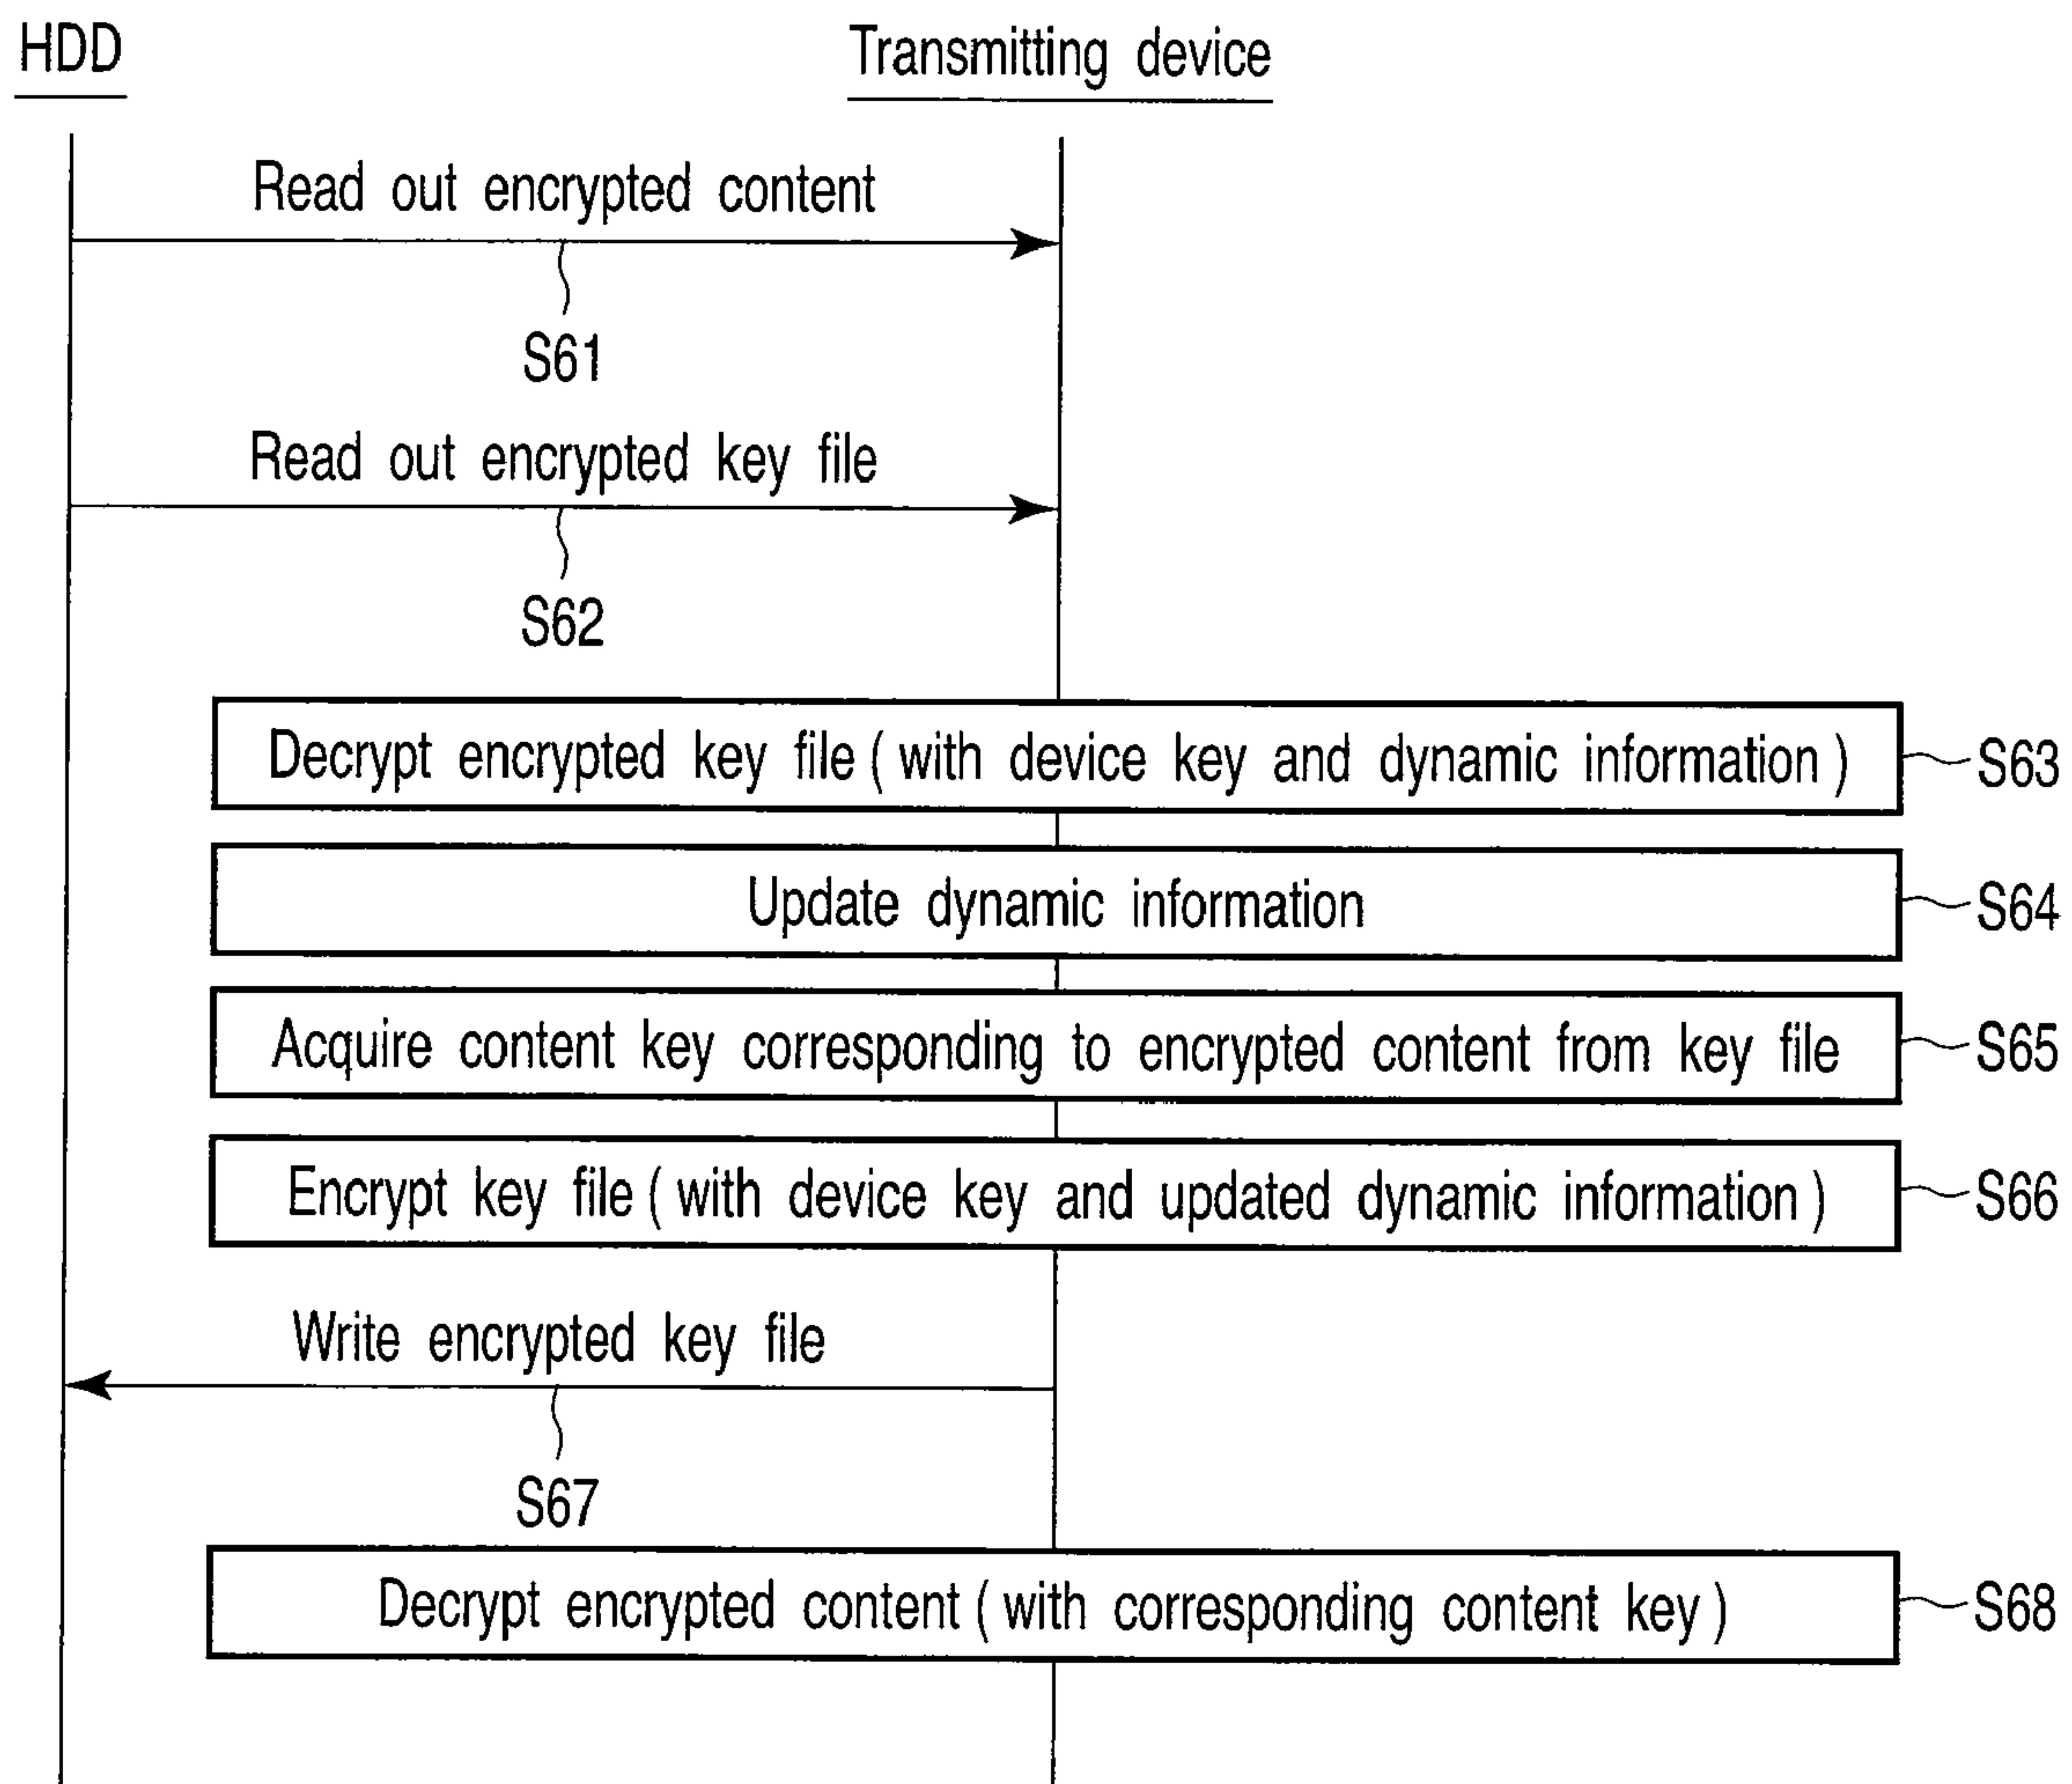 HDD
Transmitting device
Read out encrypted content
S61
Read out encrypted key file
S62
Decrypt encrypted key file ( with device key and dynamic information )
S63
Update dynamic information
S64
Acquire content key corresponding to encrypted content from key file
S65
Encrypt key file ( with device key and updated dynamic information )
S66
Write encrypted key file
S67
Decrypt encrypted content ( with corresponding content key )
S68